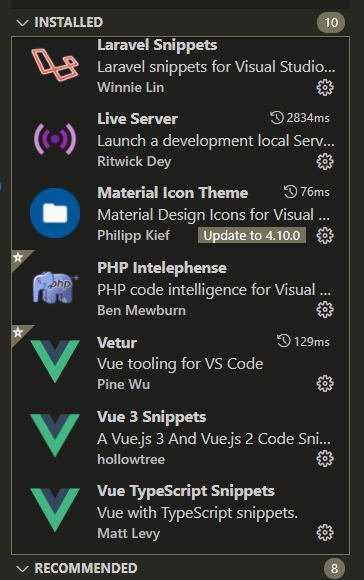 INSTALLED 10
Laravel Snippets
Laravel snippets for Visual Studio...
Winnie Lin
Live Server 2834ms
Launch a development local Serv...
Ritwick Dey
Material Icon Theme 76ms
Material Design Icons for Visual ...
Philipp Kief Update to 4.10.0
php
PHP Intelephense
PHP code intelligence for Visual ...
Ben Mewburn
Vetur 129ms
Vue tooling for VS Code
Pine Wu
Vue 3 Snippets
A Vue.js 3 And Vue.js 2 Code Sni...
hollowtree
Vue TypeScript Snippets
Vue with TypeScript snippets.
Matt Levy
RECOMMENDED 8